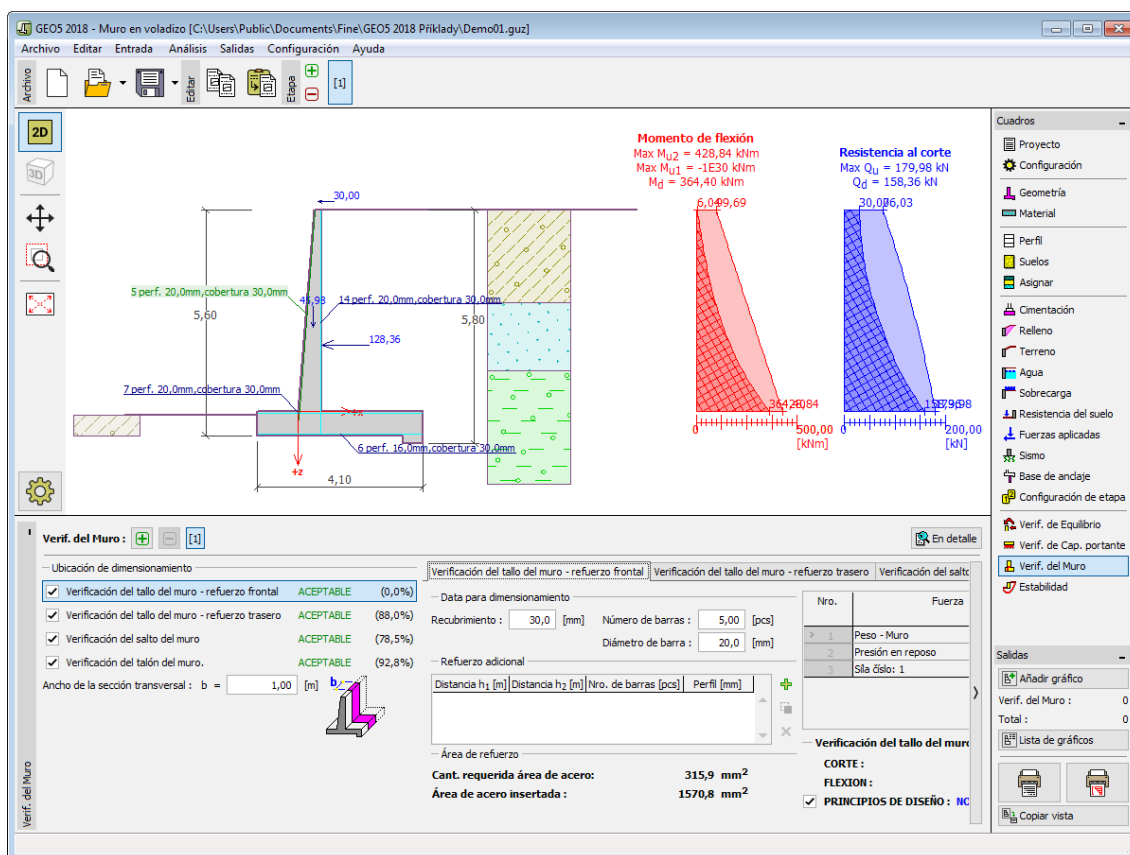 GEO5 2018 - Muro en voladizo [C:\Users\Public\Documents\Fine\GEO5 2018 Příklady\Demo01.guz]
Archivo Editar Entrada Análisis Salidas Configuración Ayuda
Archivo
Editar
Etapa
[1]
2D
3D
30,00
5 perf. 20,0mm,cobertura 30,0mm
45,93
14 perf. 20,0mm,cobertura 30,0mm
5,60
5,80
128,36
7 perf. 20,0mm,cobertura 30,0mm
+x
6 perf. 16,0mm,cobertura 30,0mm
+z
4,10
Momento de flexión
Max Mu2 = 428,84 kNm
Max Mu1 = -1E30 kNm
Md = 364,40 kNm
99,69
0
500,00
[kNm]
Resistencia al corte
Max Qu = 179,98 kN
Qd = 158,36 kN
0
200,00
[kN]
Cuadros
Proyecto
Configuración
Geometría
Material
Perfil
Suelos
Asignar
Cimentación
Relleno
Terreno
Agua
Sobrecarga
Resistencia del suelo
Fuerzas aplicadas
Sismo
Base de anclaje
Configuración de etapa
Verif. de Equilibrio
Verif. de Cap. portante
Verif. del Muro
Estabilidad
Salidas
Añadir gráfico
Verif. del Muro : 0
Total : 0
Lista de gráficos
Copiar vista
Verif. del Muro
Verif. del Muro : [1]
En detalle
Ubicación de dimensionamiento
Verificación del tallo del muro - refuerzo frontal ACEPTABLE (0,0%)
Verificación del tallo del muro - refuerzo trasero ACEPTABLE (88,0%)
Verificación del salto del muro ACEPTABLE (78,5%)
Verificación del talón del muro. ACEPTABLE (92,8%)
Ancho de la sección transversal : b = 1,00 [m]
b
Verificación del tallo del muro - refuerzo frontal Verificación del tallo del muro - refuerzo trasero Verificación del salto
Data para dimensionamiento
Recubrimiento : 30,0 [mm] Número de barras : 5,00 [pcs]
Diámetro de barra : 20,0 [mm]
Refuerzo adicional
Distancia h1 [m] Distancia h2 [m] Nro. de barras [pcs] Perfil [mm]
Área de refuerzo
Cant. requerida área de acero: 315,9 mm2
Área de acero insertada : 1570,8 mm2
Nro. Fuerza
1 Peso - Muro
2 Presión en reposo
3 Síla číslo: 1
Verificación del tallo del muro
CORTE :
FLEXION :
PRINCIPIOS DE DISEÑO : NO